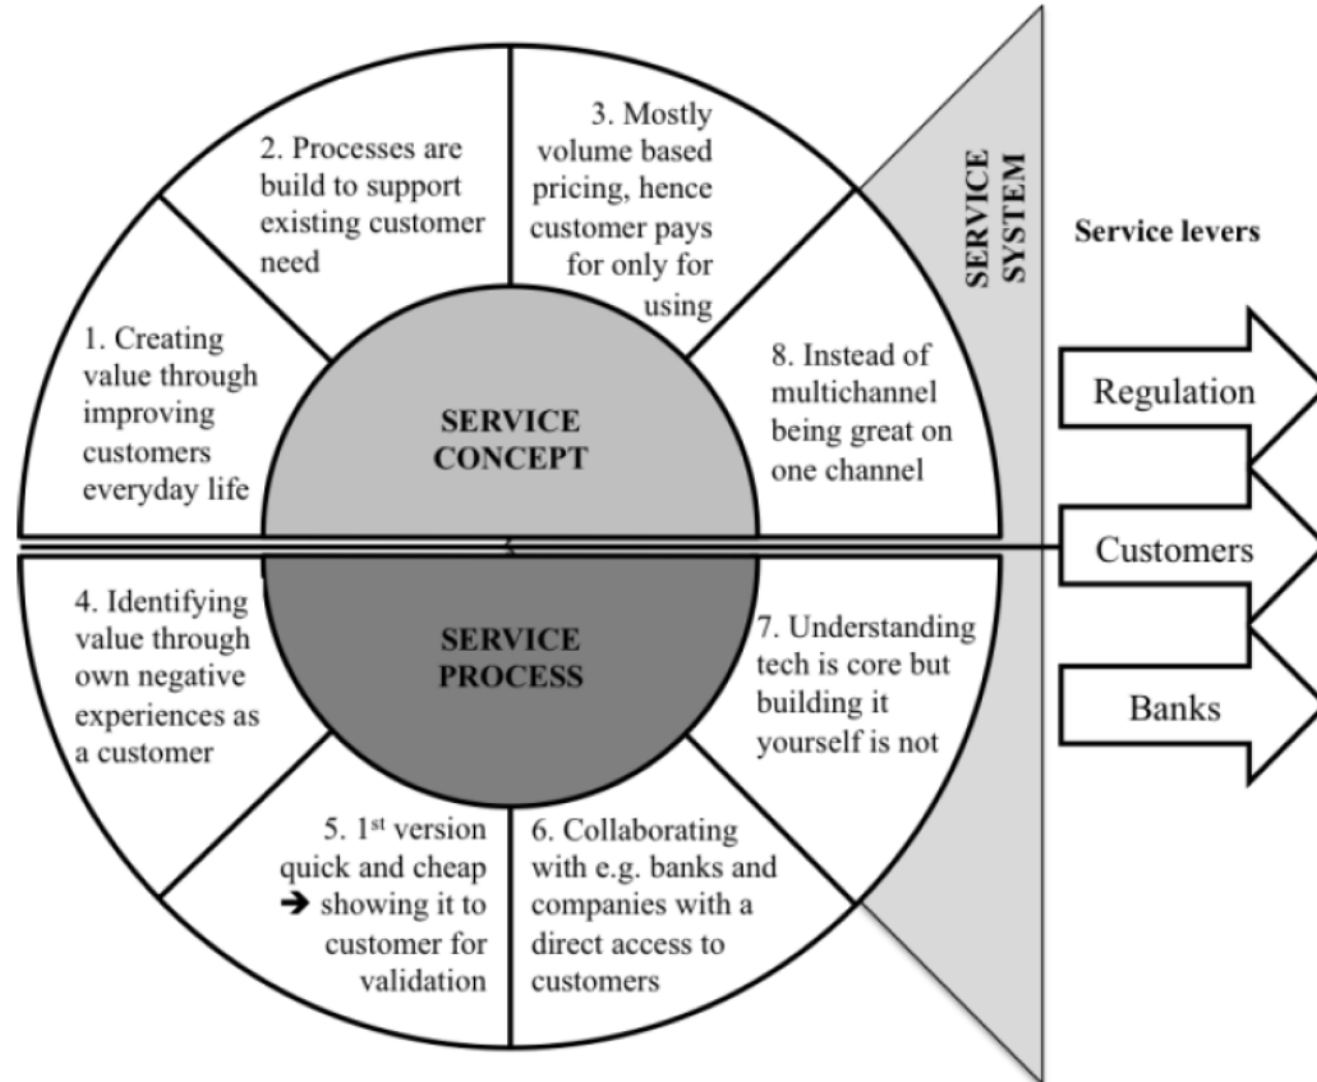 1. Creating
value through
improving
customers
everyday life
2. Processes are
build to support
existing customer
need
3. Mostly
volume based
pricing, hence
customer pays
for only for
using
8. Instead of
multichannel
being great on
one channel
SERVICE
CONCEPT
SERVICE
PROCESS
4. Identifying
value through
own negative
experiences as
a customer
5. 1st version
quick and cheap
➔ showing it to
customer for
validation
6. Collaborating
with e.g. banks and
companies with a
direct access to
customers
7. Understanding
tech is core but
building it
yourself is not
SERVICE
SYSTEM
Service levers
Regulation
Customers
Banks